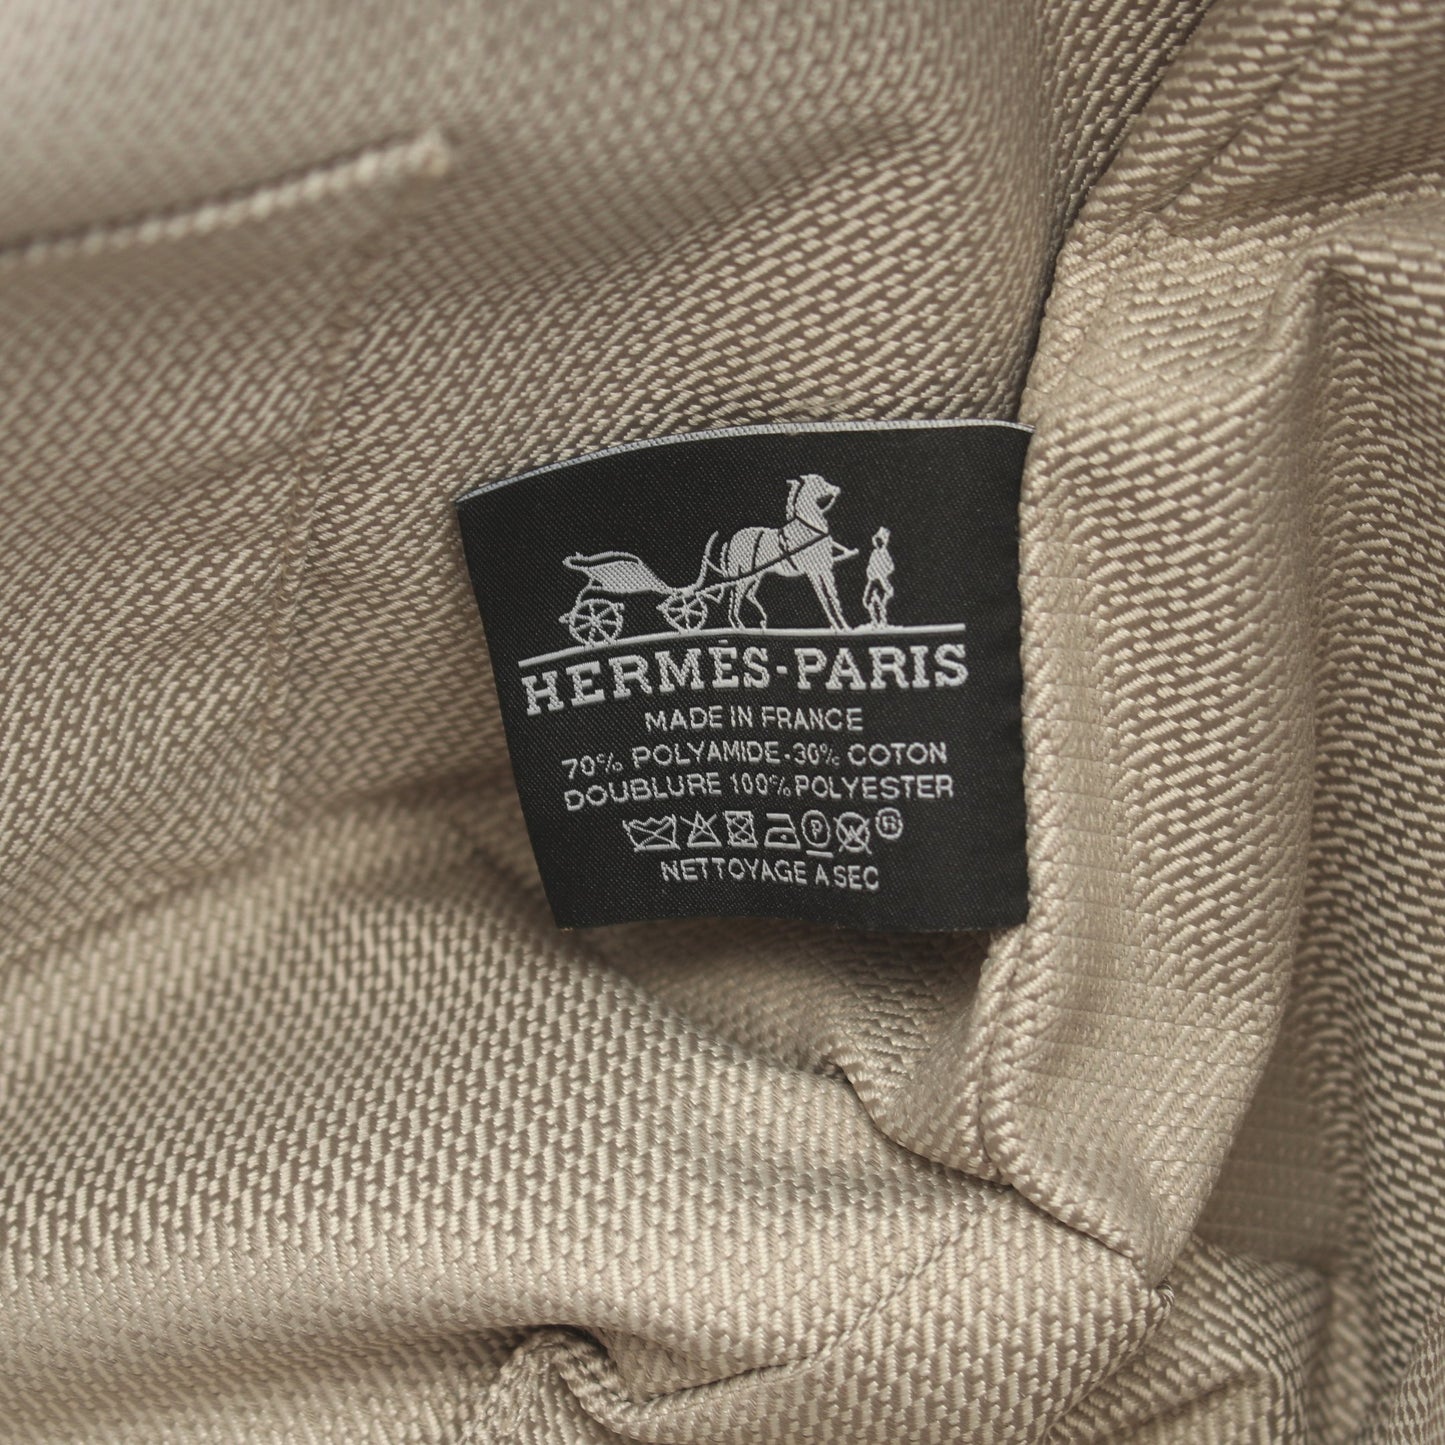 HERMÈS-PARIS
MADE IN FRANCE
70% POLYAMIDE-30% COTON
DOUBLURE 100% POLYESTER
P ®
NETTOYAGE A SEC